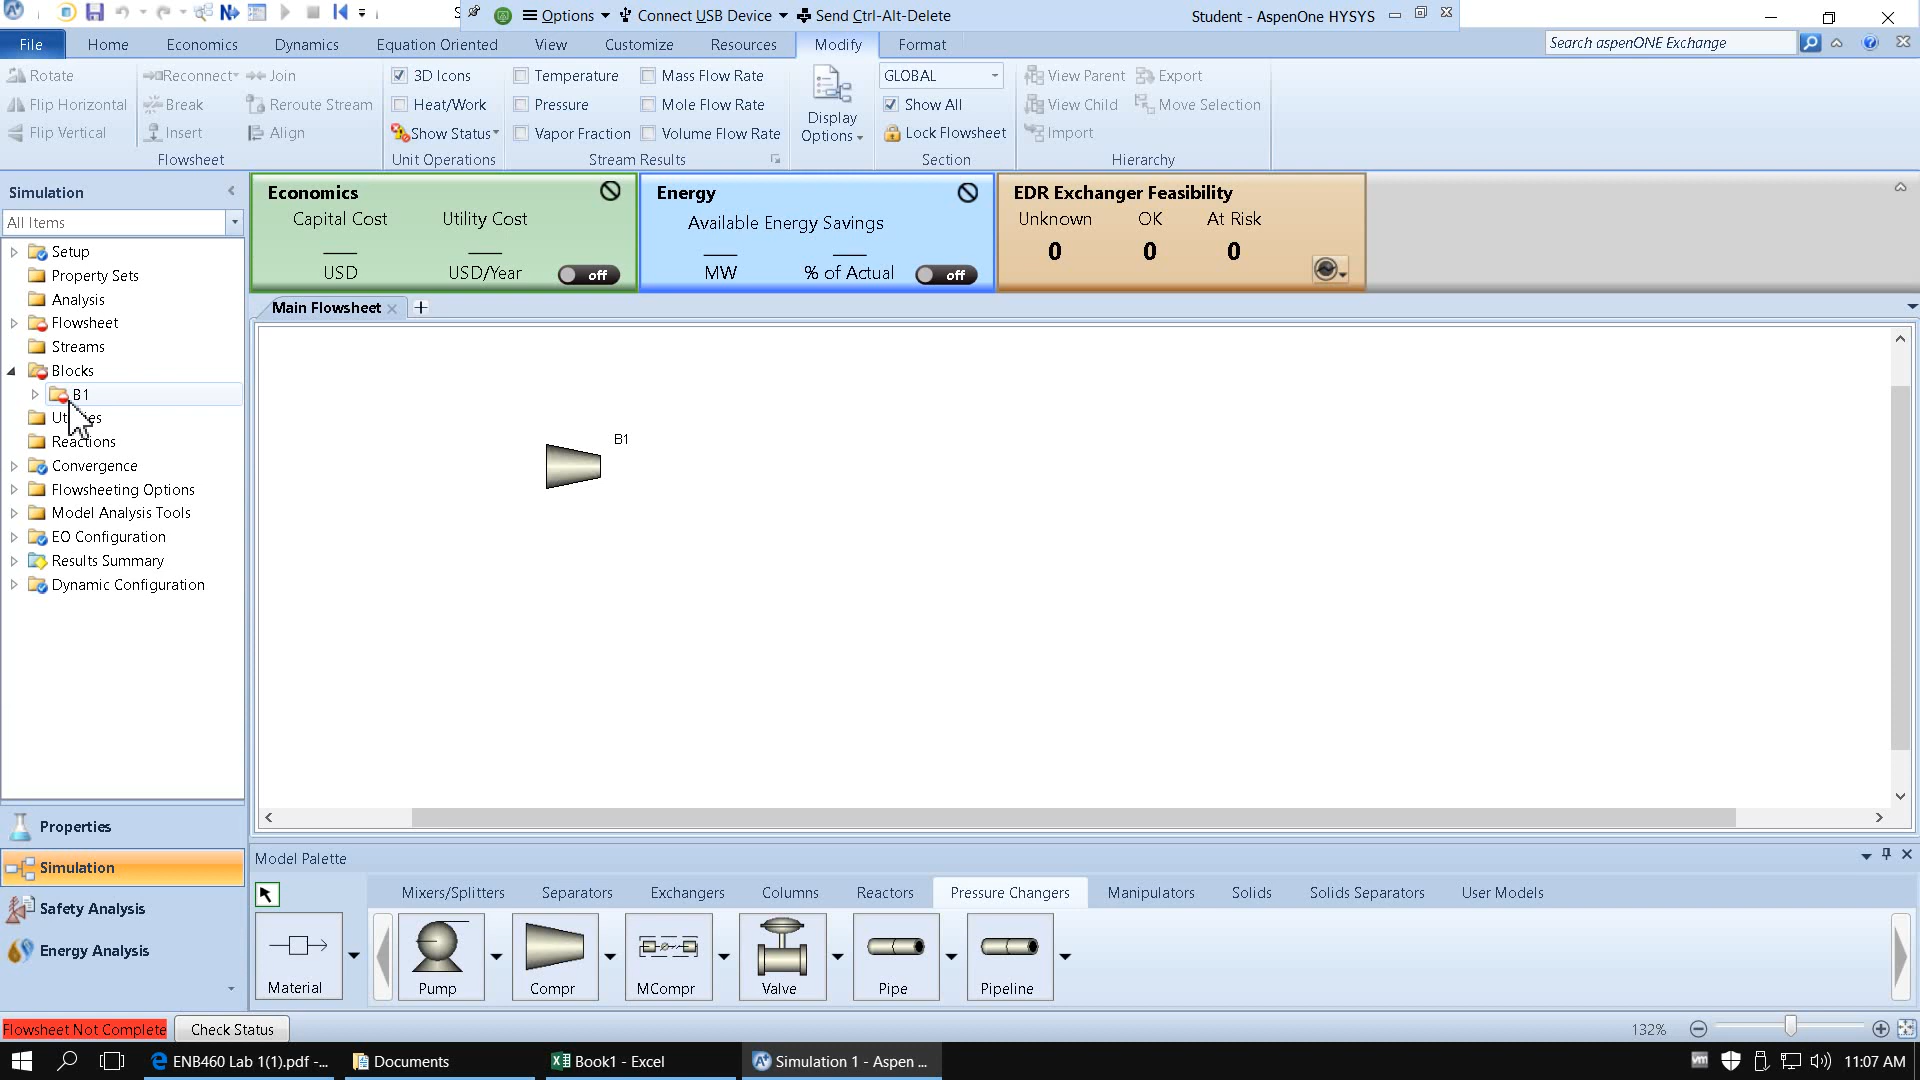 Options Connect USB Device Send Ctrl-Alt-Delete Student - AspenOne HYSYS
File Home Economics Dynamics Equation Oriented View Customize Resources Modify Format Search aspenONE Exchange
Rotate Reconnect Join 3D Icons Temperature Mass Flow Rate GLOBAL View Parent Export
Flip Horizontal Break Reroute Stream Heat/Work Pressure Mole Flow Rate Show All View Child Move Selection
Flip Vertical Insert Align Show Status Vapor Fraction Volume Flow Rate Display Options Lock Flowsheet Import
Flowsheet Unit Operations Stream Results Section Hierarchy
Simulation
All Items
Setup
Property Sets
Analysis
Flowsheet
Streams
Blocks
B1
Reactions
Convergence
Flowsheeting Options
Model Analysis Tools
EO Configuration
Results Summary
Dynamic Configuration
Properties
Simulation
Safety Analysis
Energy Analysis
Economics
Capital Cost Utility Cost
USD USD/Year off
Energy
Available Energy Savings
MW % of Actual off
EDR Exchanger Feasibility
Unknown OK At Risk
0 0 0
Main Flowsheet
B1
Model Palette
Mixers/Splitters Separators Exchangers Columns Reactors Pressure Changers Manipulators Solids Solids Separators User Models
Material Pump Compr MCompr Valve Pipe Pipeline
Flowsheet Not Complete Check Status 132%
ENB460 Lab 1(1).pdf -... Documents Book1 - Excel Simulation 1 - Aspen ... 11:07 AM